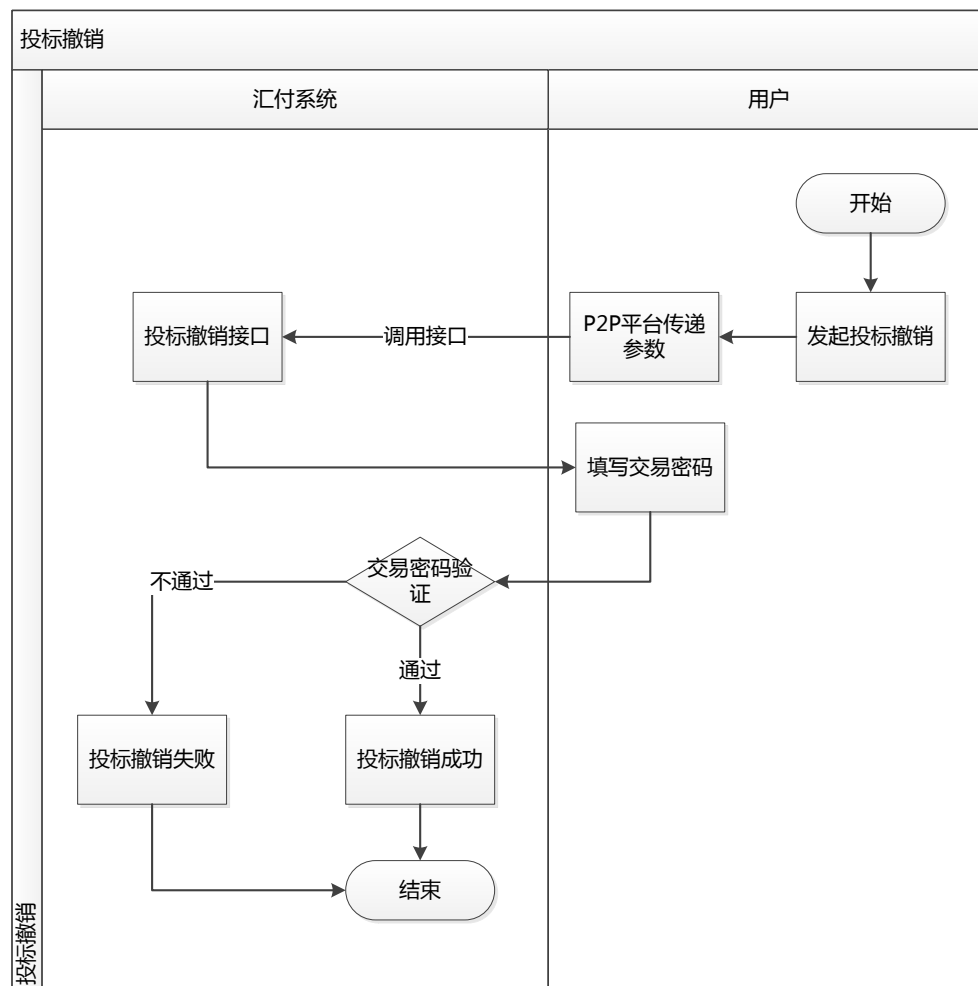 投标撤销
汇付系统
用户
开始
投标撤销接口
调用接口
P2P平台传递
参数
发起投标撤销
填写交易密码
交易密码验
证
不通过
通过
投标撤销失败
投标撤销成功
结束
投标撤销